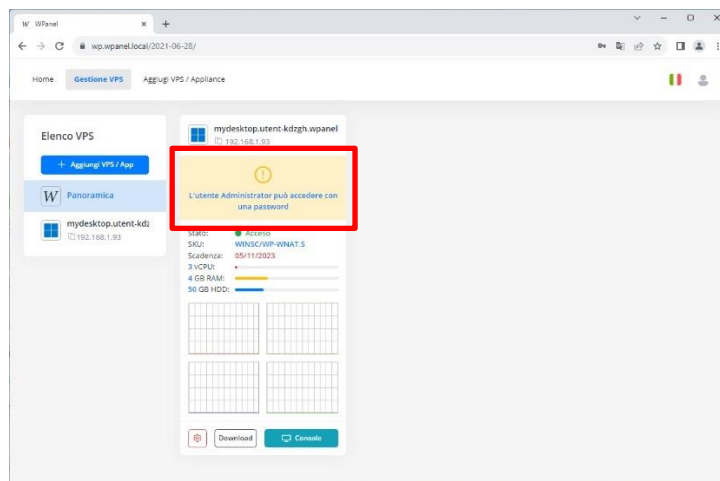 W WPanel
wp.wpanel.local/2021-06-28/
Home Gestione VPS Aggiugi VPS / Appliance
Elenco VPS
+ Aggiungi VPS / App
W Panoramica
mydesktop.utent-kdz
192.168.1.93
mydesktop.utent-kdzgh.wpanel
192.168.1.93
L'utente Administrator può accedere con
una password
Stato: Acceso
SKU: WINSC/WP-WNAT.S
Scadenza: 05/11/2023
3 vCPU:
4 GB RAM:
50 GB HDD:
Download Console